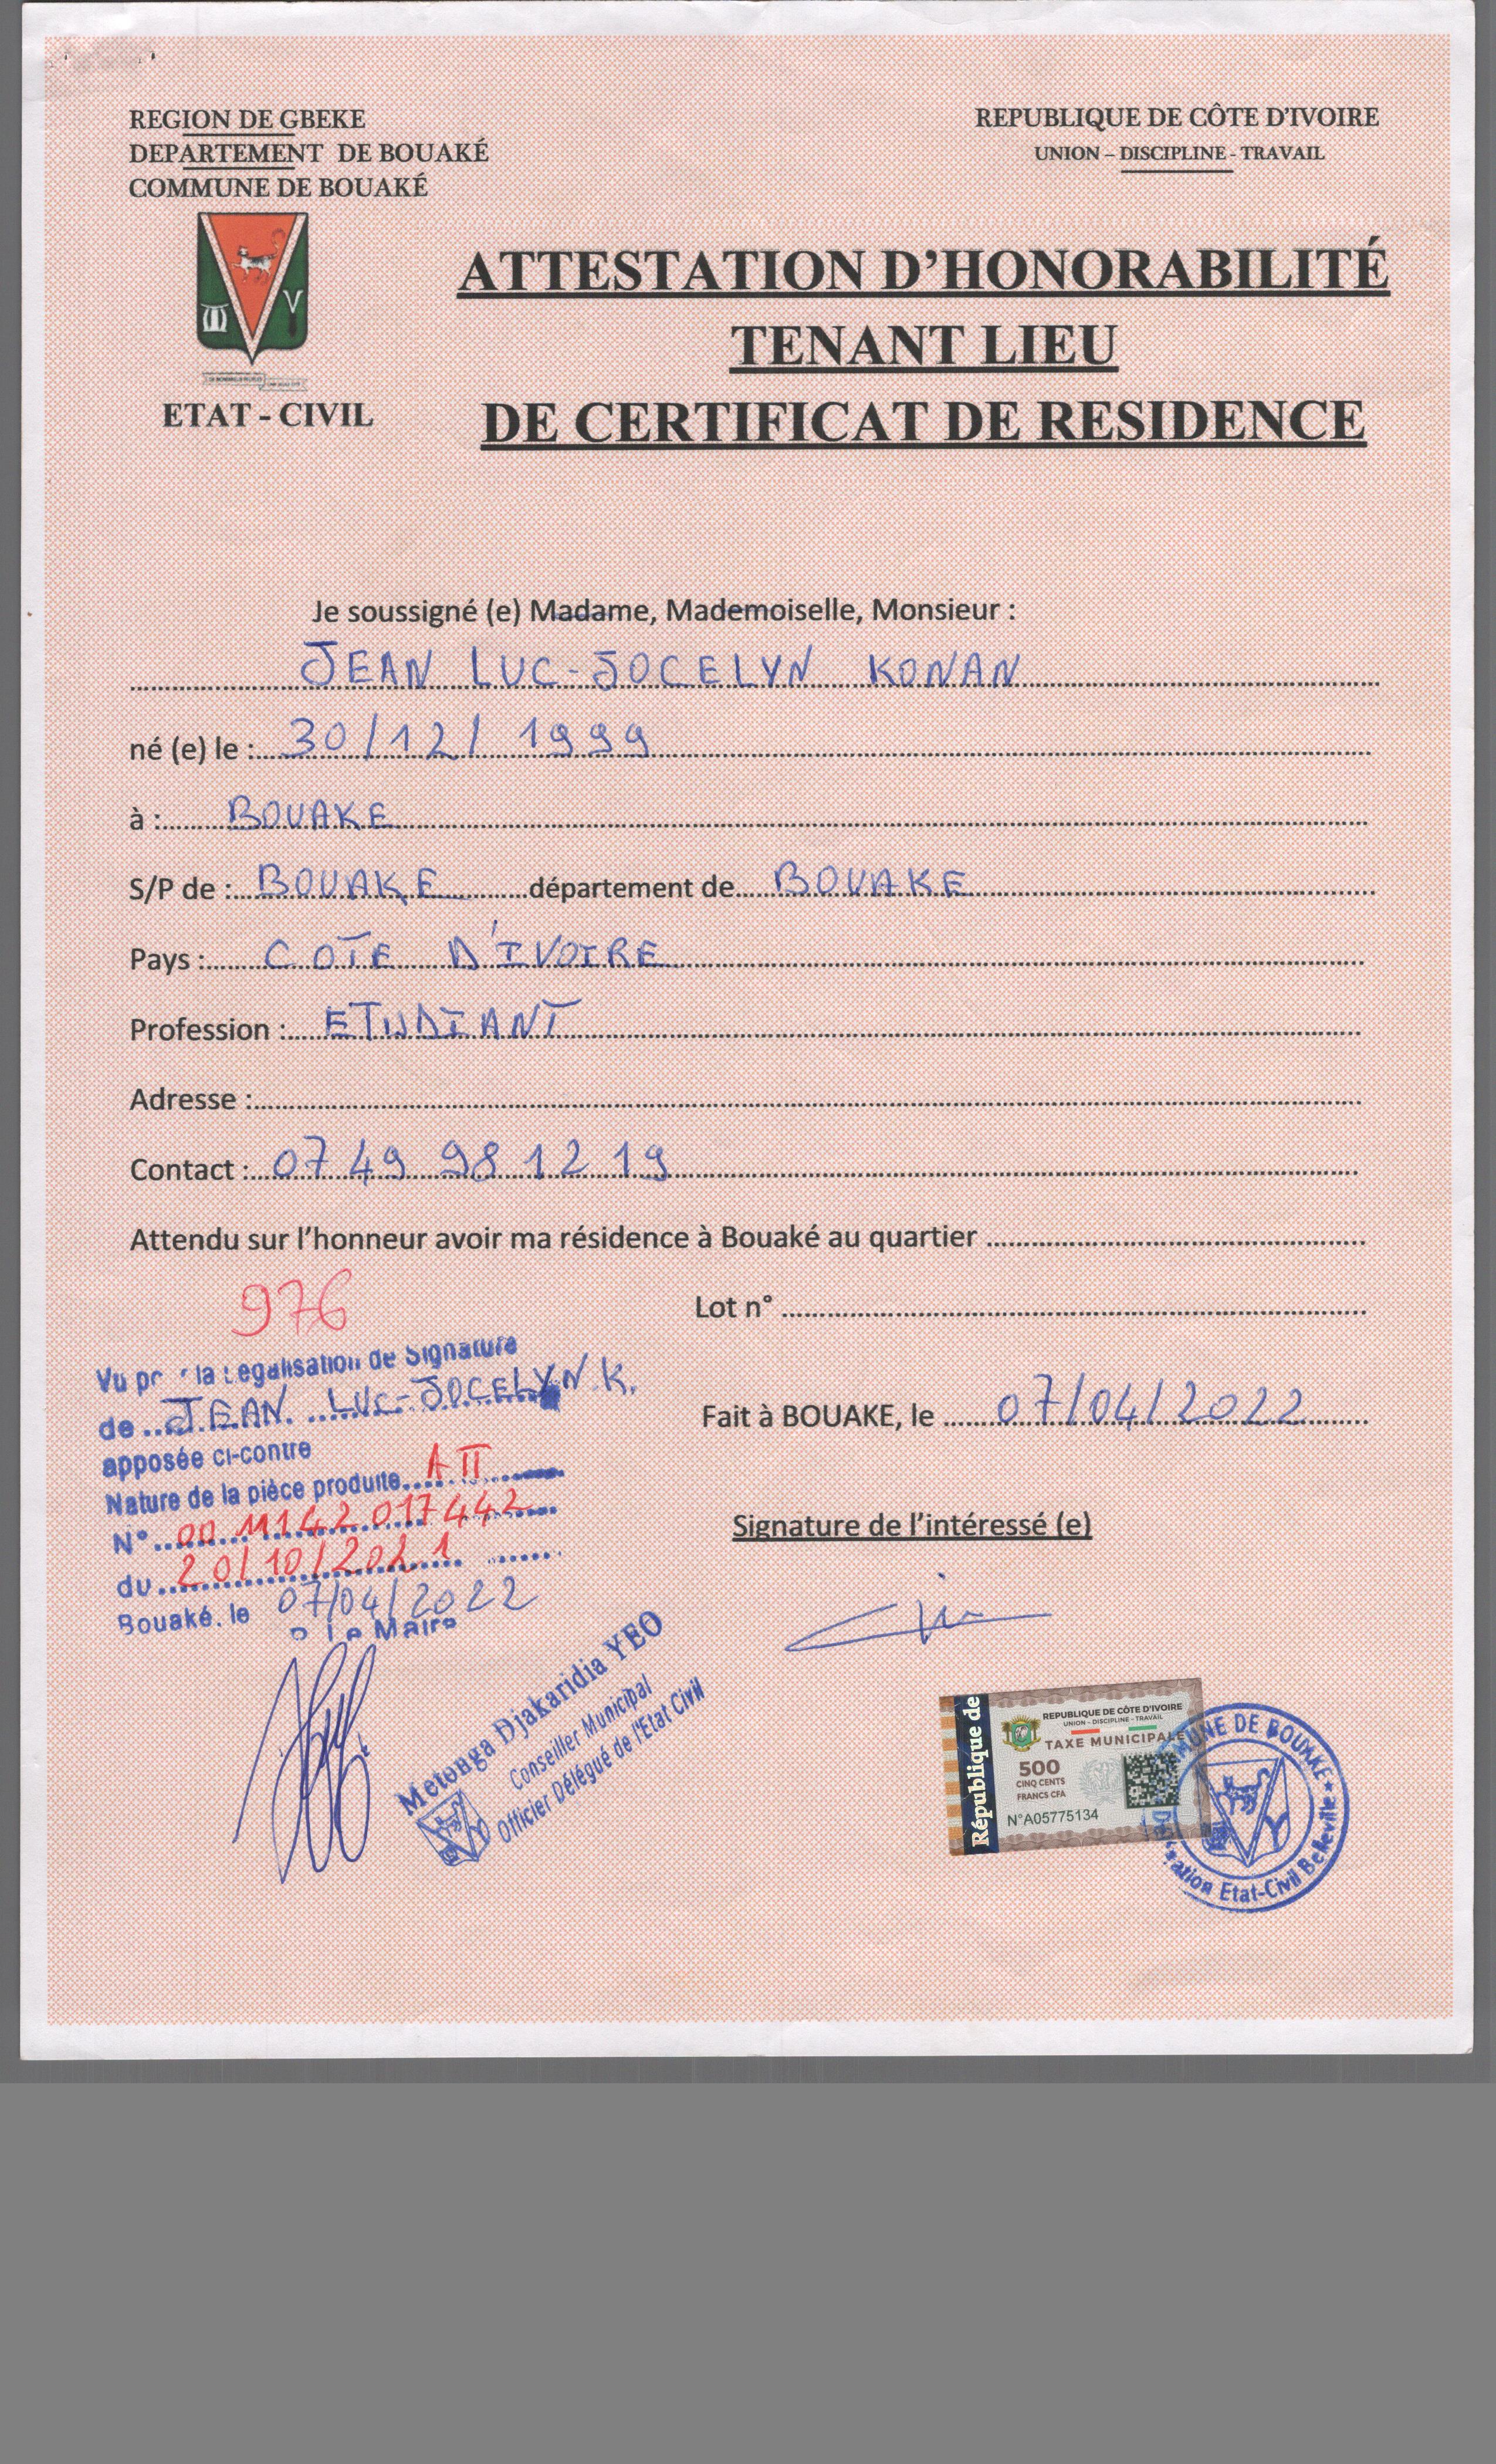 REGION DE GBEKE
DEPARTEMENT DE BOUAKÉ
COMMUNE DE BOUAKÉ
REPUBLIQUE DE CÔTE D'IVOIRE
UNION – DISCIPLINE - TRAVAIL
ETAT - CIVIL
ATTESTATION D'HONORABILITÉ
TENANT LIEU
DE CERTIFICAT DE RESIDENCE
Je soussigné (e) Madame, Mademoiselle, Monsieur :
JEAN LUC-JOCELYN KONAN
né (e) le : 30/12/1999
à : BOUAKE
S/P de : BOUAKE département de BOUAKE
Pays : COTE D'IVOIRE
Profession : ETUDIANT
Adresse :
Contact : 07 49 98 12 19
Attendu sur l'honneur avoir ma résidence à Bouaké au quartier
Lot n°
976
Vu la Légalisation de Signature
de JEAN LUC-JOCELYN K.
apposée ci-contre
Nature de la pièce produite
N° 00 11142 017442
du 20/10/2021
Bouaké, le 07/04/2022
Le Maire
Fait à BOUAKE, le 07/04/2022
Signature de l'intéressé (e)
Metonga Djakaridia YEO
Conseiller Municipal
Officier Délégué de l'Etat Civil
République de
REPUBLIQUE DE CÔTE D'IVOIRE
UNION - DISCIPLINE - TRAVAIL
TAXE MUNICIPALE
500
CINQ CENTS
FRANCS CFA
N°A05775134
DE BOUAKE
Etat-Civil Belleville